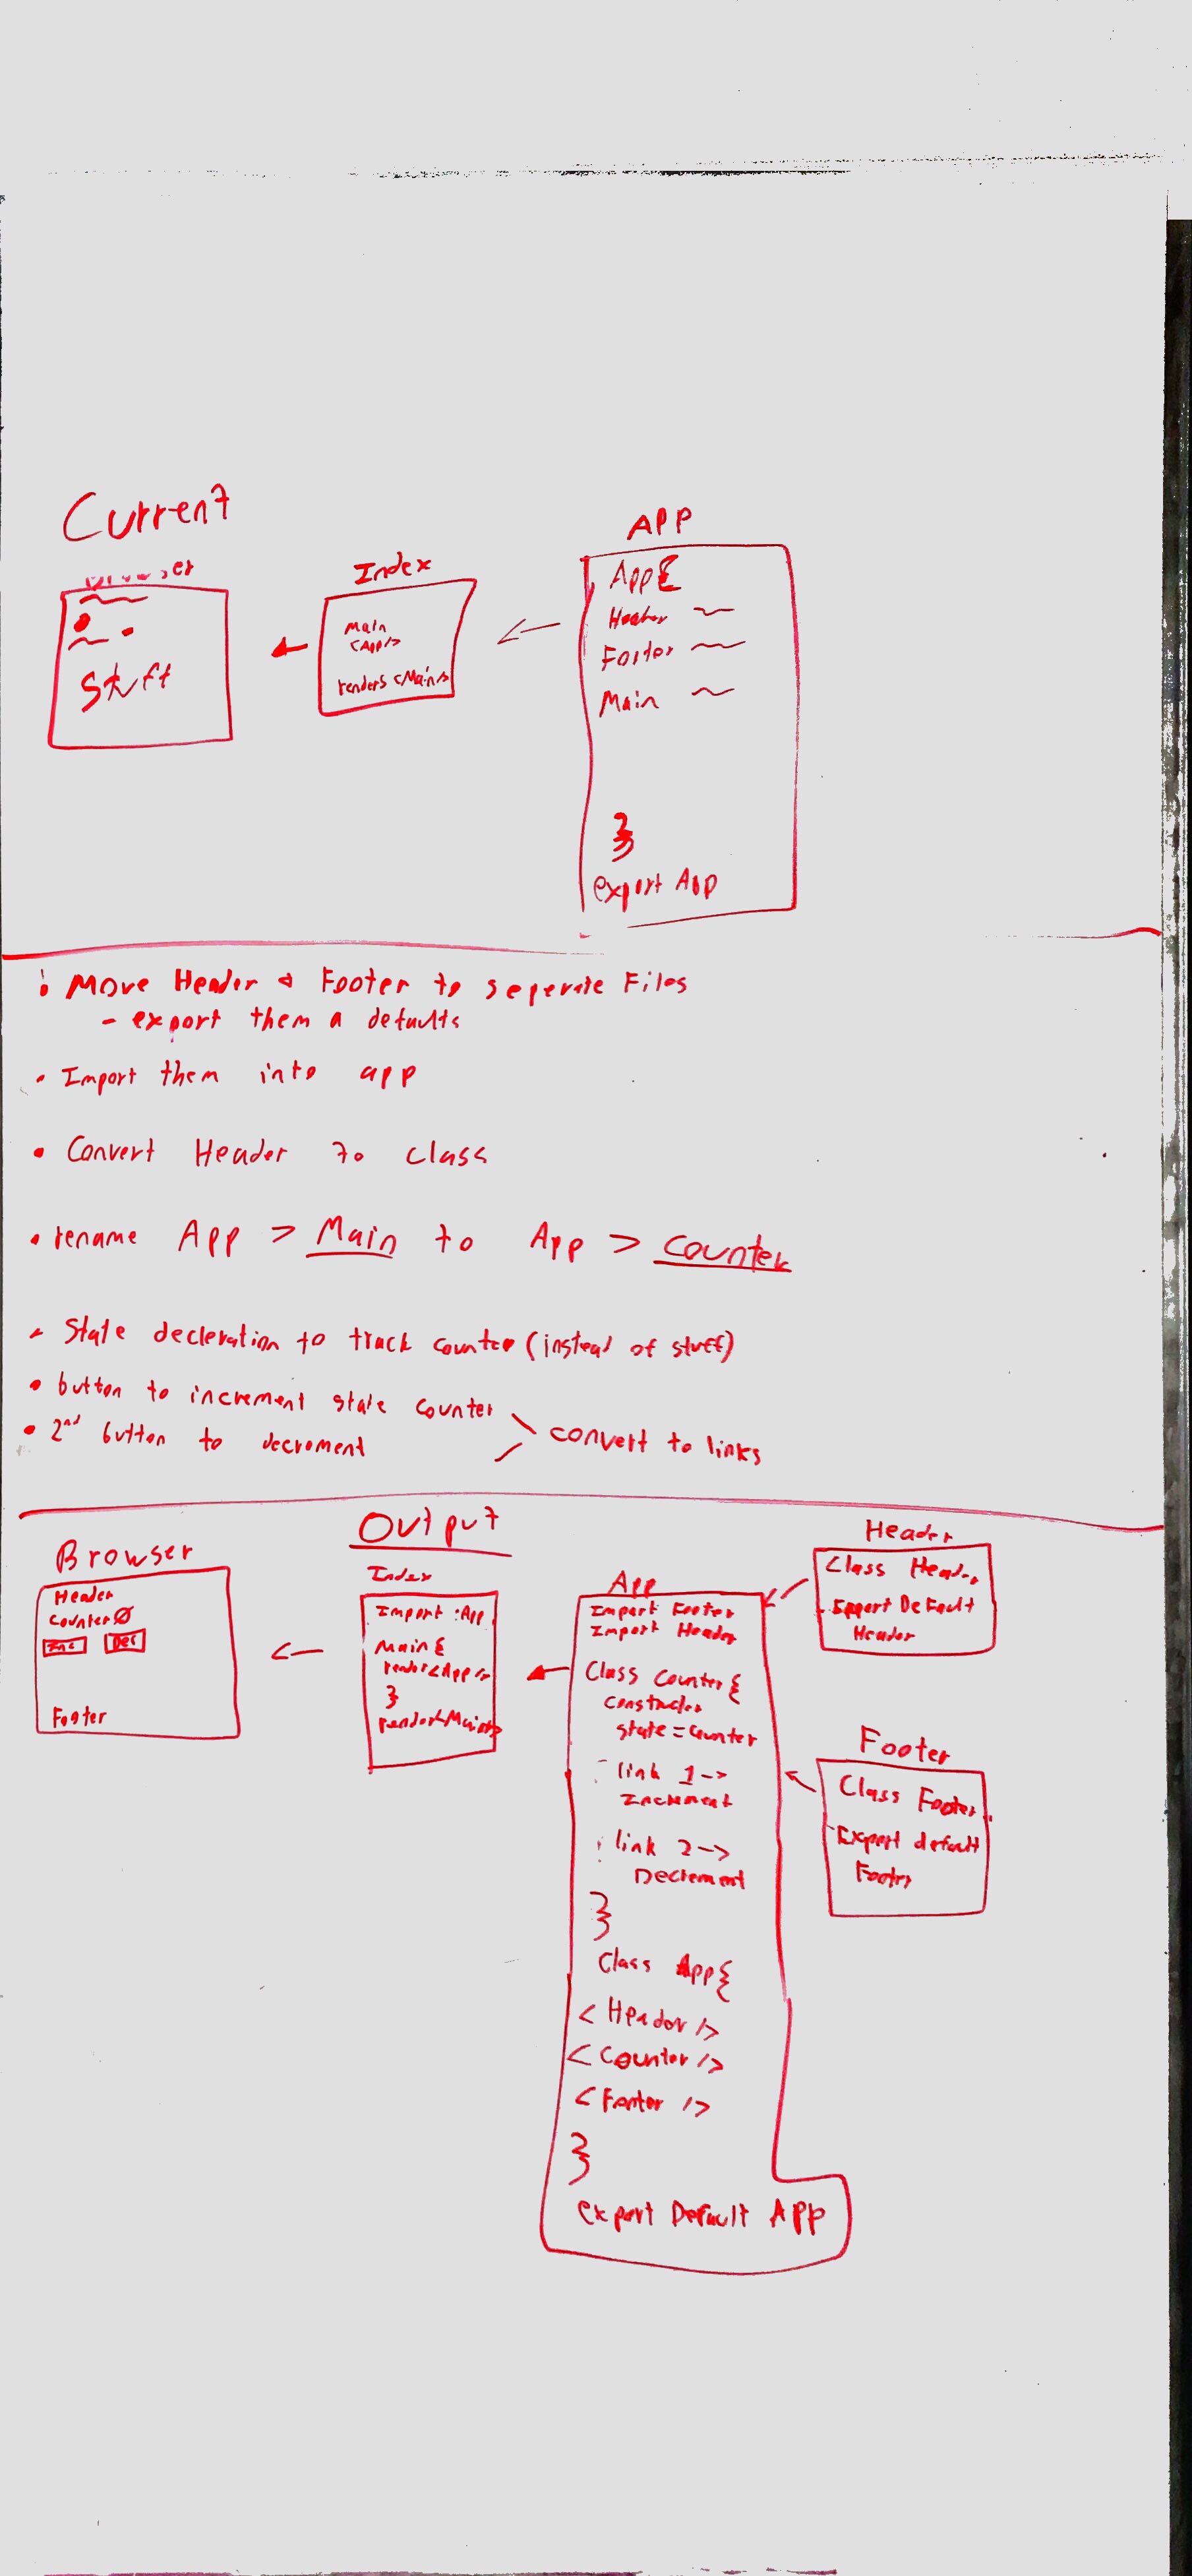 Current
APP
Index
App{
Header
Main
<App/>
Footer
renders <Main/>
Stuff
Main
}
export App
Move Header & Footer to seperate Files
- export them a defaults
• Import them into app
• Convert Header to class
• rename App > Main to App > Counter
• State decleration to track counter (instead of stuff)
• button to increment state counter
• 2nd button to decrement
convert to links
Output
Browser
Header
Counter 0
Inc Dec
Footer
Index
Import App
Main {
render <App/>
}
render <Main/>
App
Import Footer
Import Header
Class Counter {
constructor
state = counter
link 1 -->
Increment
link 2 -->
Decrement
}
Class App {
< Header />
< Counter />
< Footer />
}
export Default App
Header
Class Header
Export Default
Header
Footer
Class Footer
Export default
Footer